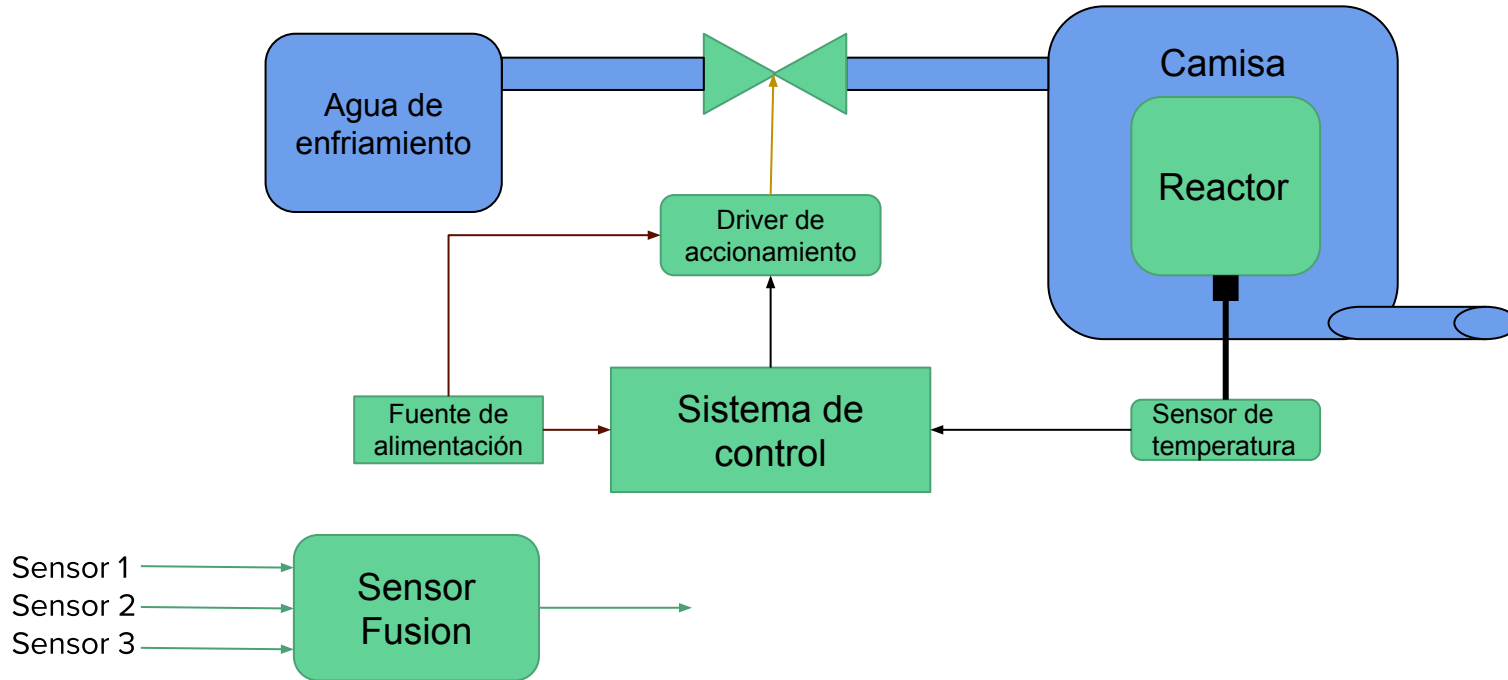 Agua de
enfriamiento
Camisa
Reactor
Driver de
accionamiento
Fuente de
alimentación
Sistema de
control
Sensor de
temperatura
Sensor 1
Sensor 2
Sensor 3
Sensor
Fusion